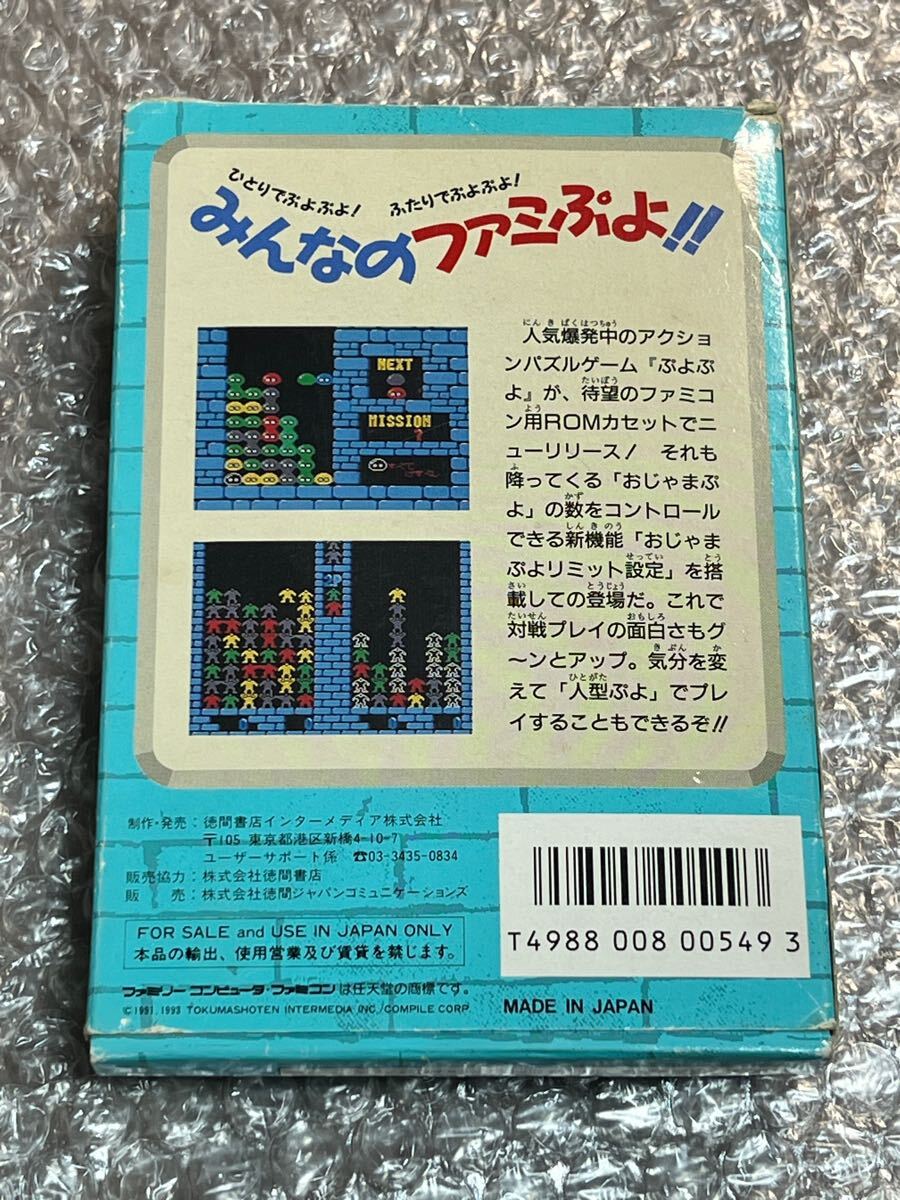 ひとりでぷよぷよ! ふたりでぷよぷよ!
みんなのファミぷよ!!
NEXT
MISSION
2P
人気爆発中のアクショ
ンパズルゲーム『ぷよぷ
よ』が、待望のファミコ
ン用ROMカセットでニ
ューリリース! それも
降ってくる「おじゃまぷ
よ」の数をコントロール
できる新機能「おじゃま
ぷよリミット設定」を搭
載しての登場だ。これで
対戦プレイの面白さもグ
〜ンとアップ。気分を変
えて「人型ぷよ」でプレ
イすることもできるぞ!!
制作・発売:徳間書店インターメディア株式会社
〒105 東京都港区新橋4-10-7
ユーザーサポート係 ☎03-3435-0834
販売協力:株式会社徳間書店
販 売:株式会社徳間ジャパンコミュニケーションズ
FOR SALE and USE IN JAPAN ONLY
本品の輸出、使用営業及び賃貸を禁じます。
ファミリーコンピュータ・ファミコンは任天堂の商標です。
©1991,1993 TOKUMASHOTEN INTERMEDIA INC./COMPILE CORP.
T4988 008 00549 3
MADE IN JAPAN